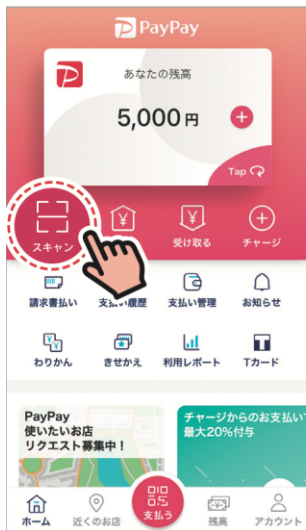 PayPay
あなたの残高
5,000 円
Tap
スキャン
受け取る
チャージ
請求書払い
支払い履歴
支払い管理
お知らせ
わりかん
きせかえ
利用レポート
Tカード
PayPay
使いたいお店
リクエスト募集中！
チャージからのお支払い
最大20%付与
ホーム
近くのお店
支払う
残高
アカウント